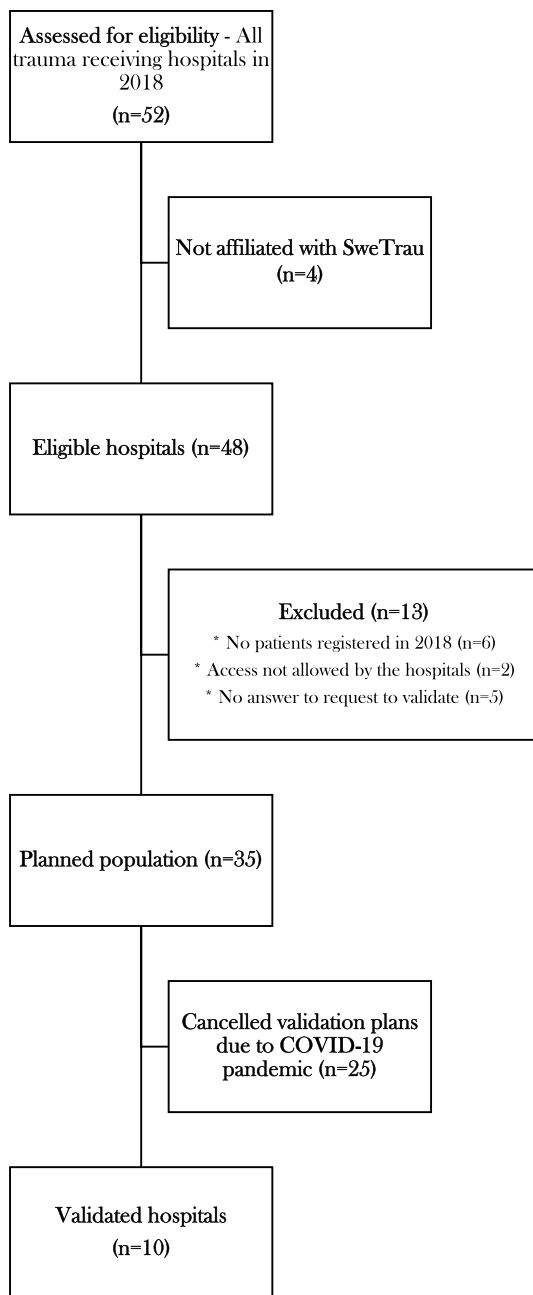 Assessed for eligibility - All
trauma receiving hospitals in
2018
(n=52)
Not affiliated with SweTrau
(n=4)
Eligible hospitals (n=48)
Excluded (n=13)
* No patients registered in 2018 (n=6)
* Access not allowed by the hospitals (n=2)
* No answer to request to validate (n=5)
Planned population (n=35)
Cancelled validation plans
due to COVID-19
pandemic (n=25)
Validated hospitals
(n=10)